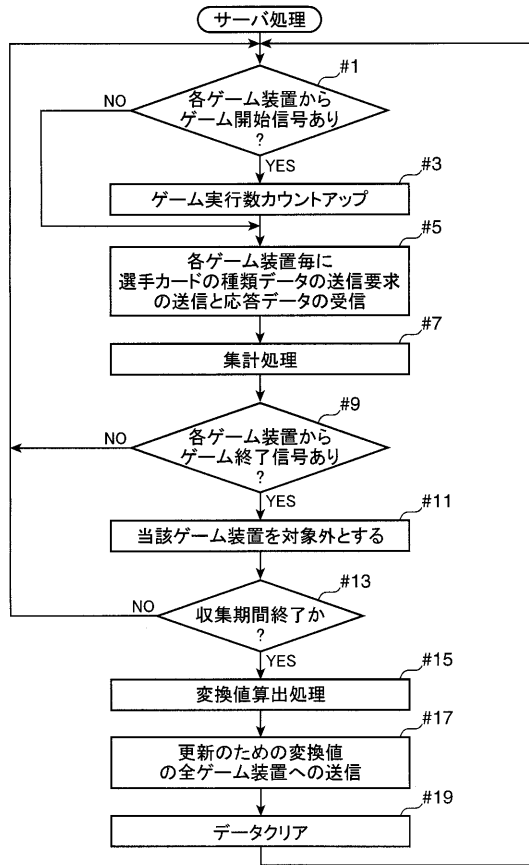 サーバ処理
#1
各ゲーム装置から
ゲーム開始信号あり
?
NO
YES
#3
ゲーム実行数カウントアップ
#5
各ゲーム装置毎に
選手カードの種類データの送信要求
の送信と応答データの受信
#7
集計処理
#9
各ゲーム装置から
ゲーム終了信号あり
?
NO
YES
#11
当該ゲーム装置を対象外とする
#13
収集期間終了か
?
NO
YES
#15
変換値算出処理
#17
更新のための変換値
の全ゲーム装置への送信
#19
データクリア